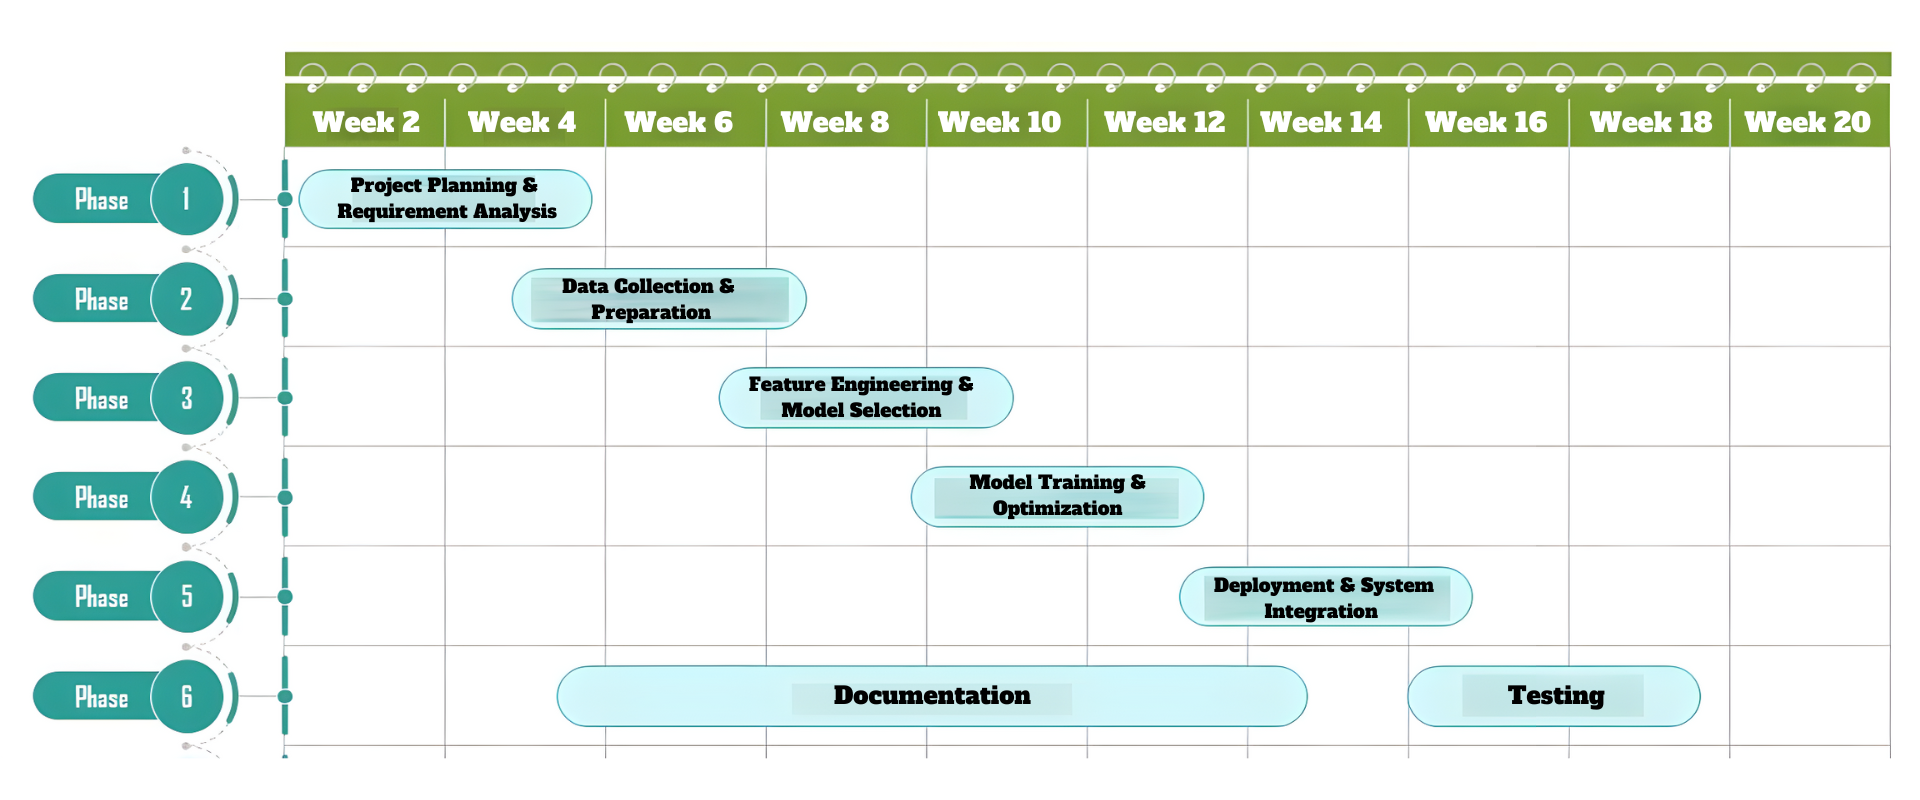 Week 2 Week 4 Week 6 Week 8 Week 10 Week 12 Week 14 Week 16 Week 18 Week 20
Phase 1
Project Planning &
Requirement Analysis
Phase 2
Data Collection &
Preparation
Phase 3
Feature Engineering &
Model Selection
Phase 4
Model Training &
Optimization
Phase 5
Deployment & System
Integration
Phase 6
Documentation
Testing